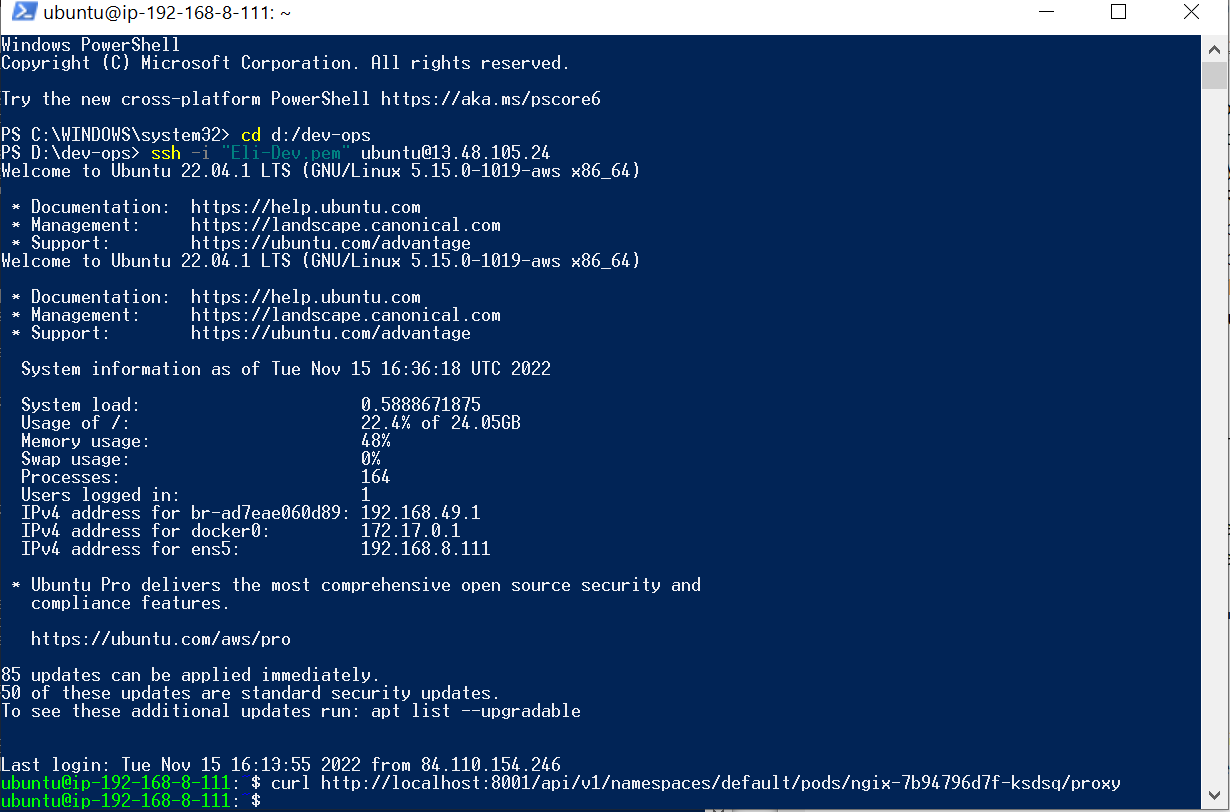 ubuntu@ip-192-168-8-111: ~
Windows PowerShell
Copyright (C) Microsoft Corporation. All rights reserved.
Try the new cross-platform PowerShell https://aka.ms/pscore6
PS C:\WINDOWS\system32> cd d:/dev-ops
PS D:\dev-ops> ssh -i "Eli-Dev.pem" ubuntu@13.48.105.24
Welcome to Ubuntu 22.04.1 LTS (GNU/Linux 5.15.0-1019-aws x86_64)
* Documentation:  https://help.ubuntu.com
* Management:     https://landscape.canonical.com
* Support:        https://ubuntu.com/advantage
Welcome to Ubuntu 22.04.1 LTS (GNU/Linux 5.15.0-1019-aws x86_64)
* Documentation:  https://help.ubuntu.com
* Management:     https://landscape.canonical.com
* Support:        https://ubuntu.com/advantage
System information as of Tue Nov 15 16:36:18 UTC 2022
System load:                      0.5888671875
Usage of /:                       22.4% of 24.05GB
Memory usage:                     48%
Swap usage:                       0%
Processes:                        164
Users logged in:                  1
IPv4 address for br-ad7eae060d89: 192.168.49.1
IPv4 address for docker0:         172.17.0.1
IPv4 address for ens5:            192.168.8.111
* Ubuntu Pro delivers the most comprehensive open source security and
compliance features.
https://ubuntu.com/aws/pro
85 updates can be applied immediately.
50 of these updates are standard security updates.
To see these additional updates run: apt list --upgradable
Last login: Tue Nov 15 16:13:55 2022 from 84.110.154.246
ubuntu@ip-192-168-8-111:~$ curl http://localhost:8001/api/v1/namespaces/default/pods/ngix-7b94796d7f-ksdsq/proxy
ubuntu@ip-192-168-8-111:~$